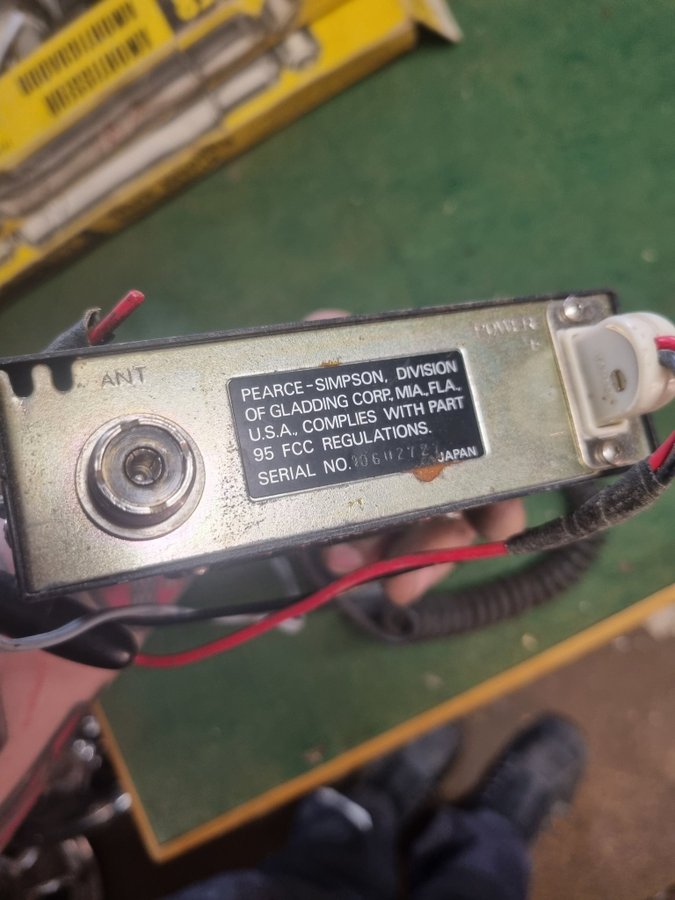 ANT
POWER
PEARCE-SIMPSON, DIVISION
OF GLADDING CORP., MIA., FLA.,
U.S.A., COMPLIES WITH PART
95 FCC REGULATIONS.
SERIAL NO.
JAPAN